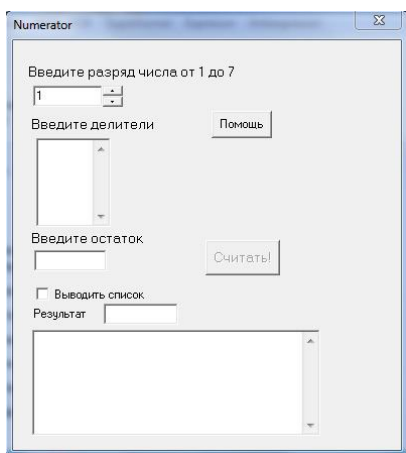 Numerator
Введите разряд числа от 1 до 7
1
Введите делители
Помощь
Введите остаток
Считать!
Выводить список
Результат